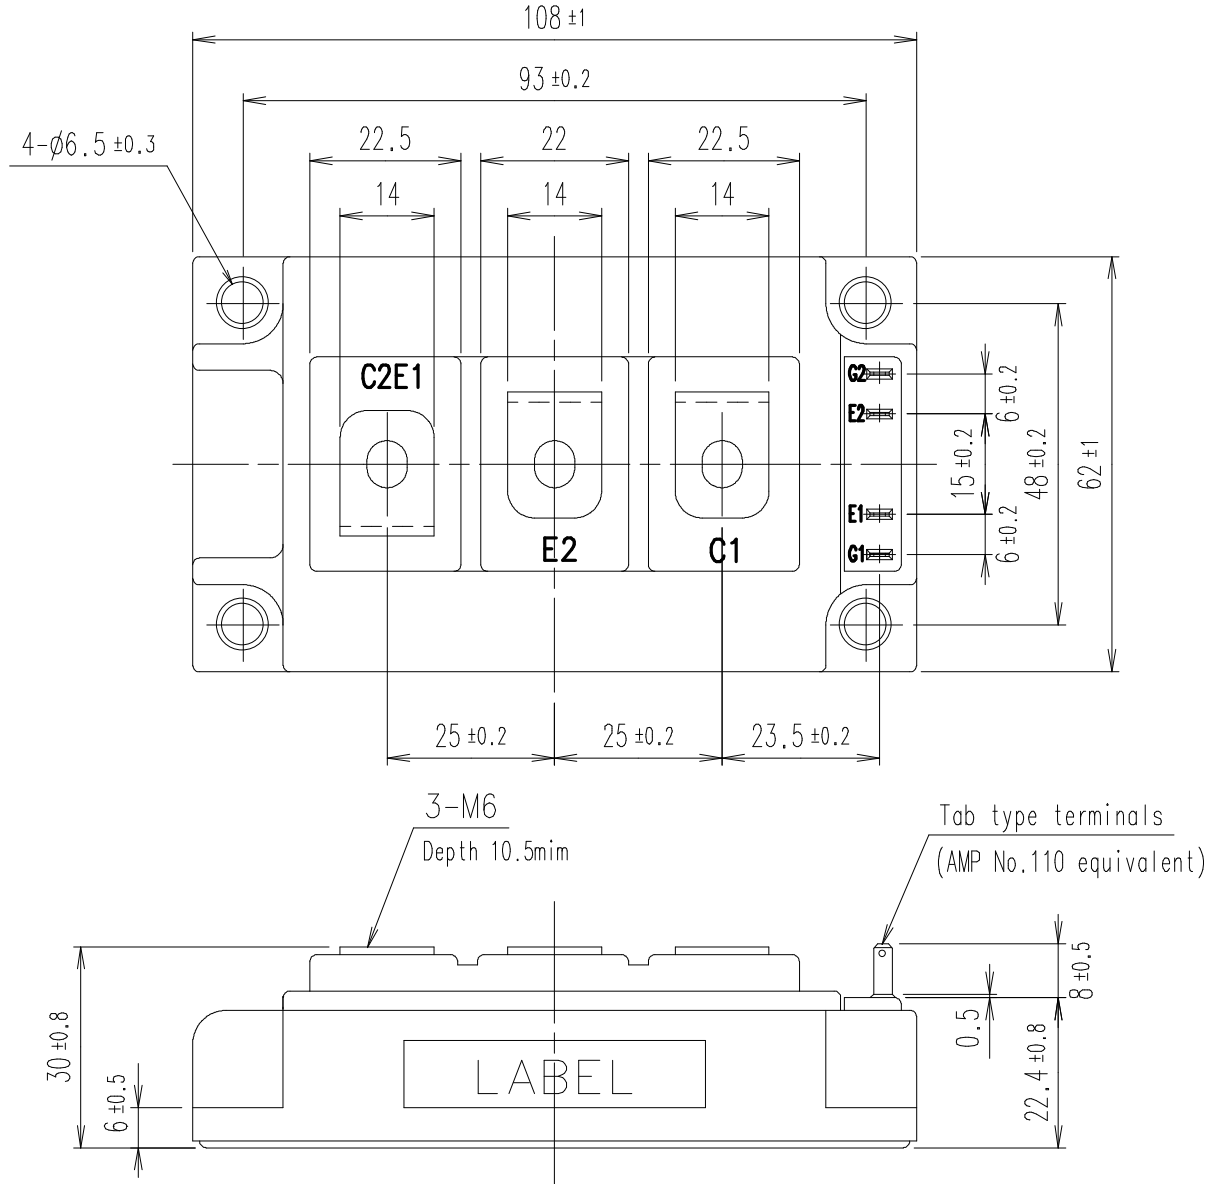 108 ±1
93 ±0.2
4-Ø6.5 ±0.3
22.5
22
22.5
14
14
14
C2E1
E2
C1
G2
E2
E1
G1
6 ±0.2
15 ±0.2
6 ±0.2
48 ±0.2
62 ±1
25 ±0.2
25 ±0.2
23.5 ±0.2
3-M6
Depth 10.5mim
Tab type terminals
(AMP No.110 equivalent)
30 ±0.8
6 ±0.5
LABEL
8 ±0.5
0.5
22.4 ±0.8